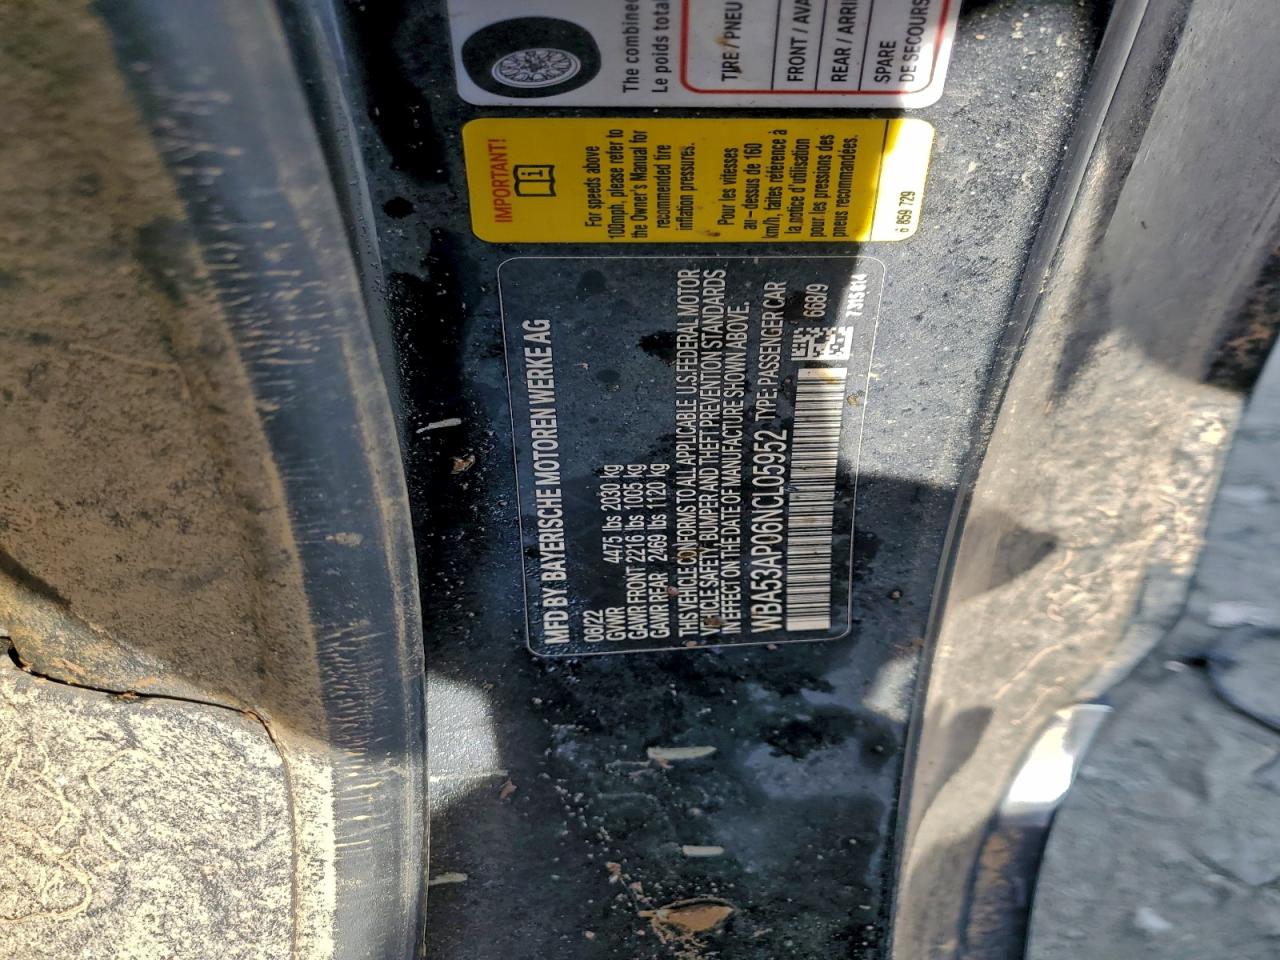 The combined
Le poids total
TIRE / PNEU
FRONT / AVA
REAR / ARRI
SPARE
DE SECOURS
IMPORTANT!
For speeds above
100mph, please refer to
the Owner's Manual for
recommended tire
inflation pressures.
Pour les vitesses
au-dessus de 160
km/h, faites référence à
la notice d'utilisation
pour les pressions des
pneus recommandées.
6 859 729
MFD BY BAYERISCHE MOTOREN WERKE AG
06/22
GVWR 4475 lbs 2030 kg
GAWR FRONT 2216 lbs 1005 kg
GAWR REAR 2469 lbs 1120 kg
THIS VEHICLE CONFORMS TO ALL APPLICABLE U.S. FEDERAL MOTOR
VEHICLE SAFETY, BUMPER AND THEFT PREVENTION STANDARDS
IN EFFECT ON THE DATE OF MANUFACTURE SHOWN ABOVE.
WBA53AP06NCL05952 TYPE: PASSENGER CAR
668/9
7 315 814